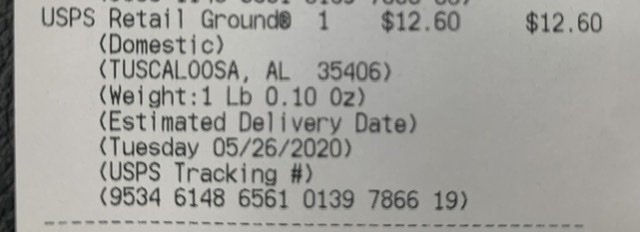 USPS Retail Ground® 1 $12.60 $12.60
(Domestic)
(TUSCALOOSA, AL 35406)
(Weight:1 Lb 0.10 Oz)
(Estimated Delivery Date)
(Tuesday 05/26/2020)
(USPS Tracking #)
(9534 6148 6561 0139 7866 19)